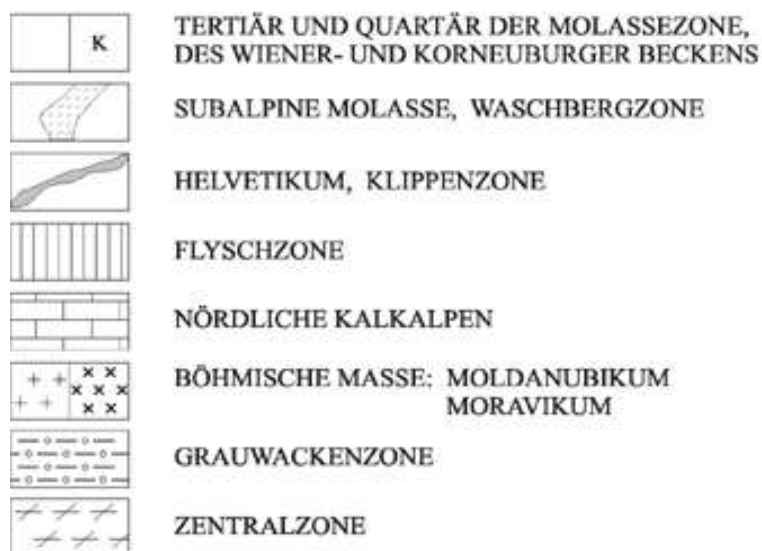 K
TERTIÄR UND QUARTÄR DER MOLASSEZONE,
DES WIENER- UND KORNEUBURGER BECKENS
SUBALPINE MOLASSE, WASCHBERGZONE
HELVETIKUM, KLIPPENZONE
FLYSCHZONE
NÖRDLICHE KALKALPEN
BÖHMISCHE MASSE: MOLDANUBIKUM
MORAVIKUM
GRAUWACKENZONE
ZENTRALZONE